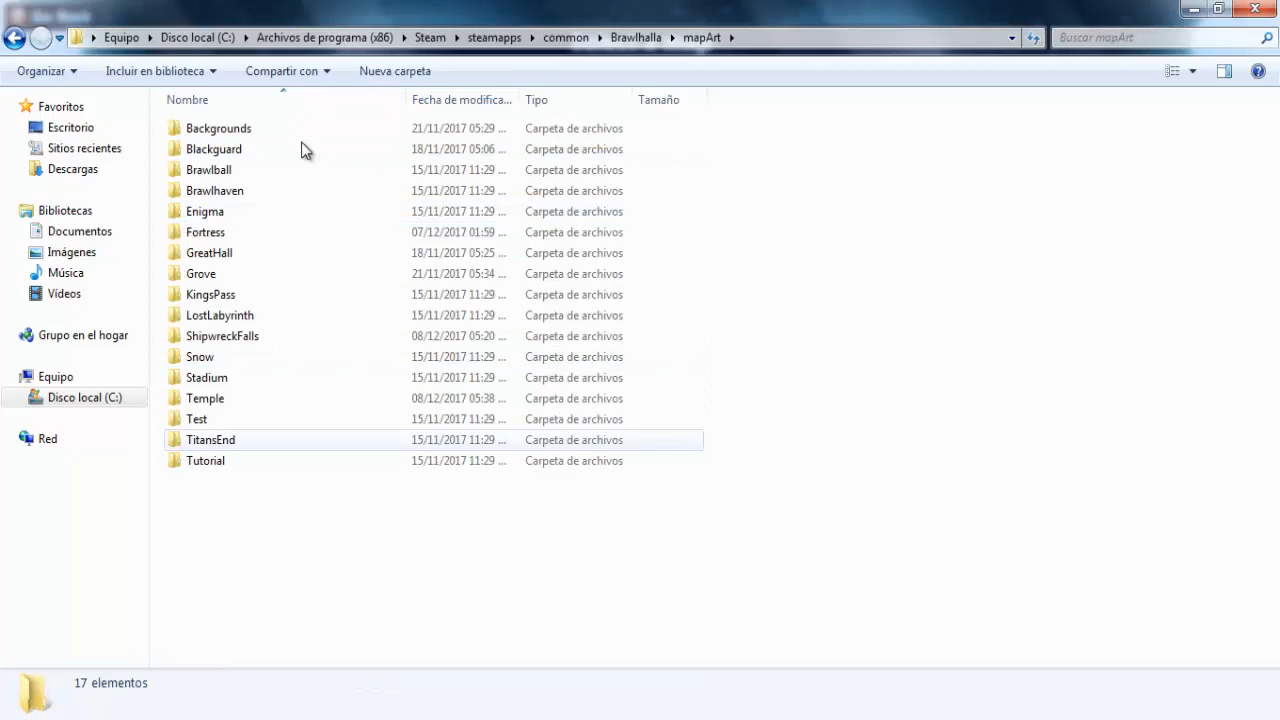 Equipo Disco local (C:) Archivos de programa (x86) Steam steamapps common Brawlhalla mapArt Buscar mapArt
Organizar Incluir en biblioteca Compartir con Nueva carpeta
Nombre Fecha de modifica... Tipo Tamaño
Favoritos
Escritorio
Sitios recientes
Descargas
Bibliotecas
Documentos
Imágenes
Música
Vídeos
Grupo en el hogar
Equipo
Disco local (C:)
Red
Backgrounds 21/11/2017 05:29 ... Carpeta de archivos
Blackguard 18/11/2017 05:06 ... Carpeta de archivos
Brawlball 15/11/2017 11:29 ... Carpeta de archivos
Brawlhaven 15/11/2017 11:29 ... Carpeta de archivos
Enigma 15/11/2017 11:29 ... Carpeta de archivos
Fortress 07/12/2017 01:59 ... Carpeta de archivos
GreatHall 18/11/2017 05:25 ... Carpeta de archivos
Grove 21/11/2017 05:34 ... Carpeta de archivos
KingsPass 15/11/2017 11:29 ... Carpeta de archivos
LostLabyrinth 15/11/2017 11:29 ... Carpeta de archivos
ShipwreckFalls 08/12/2017 05:20 ... Carpeta de archivos
Snow 15/11/2017 11:29 ... Carpeta de archivos
Stadium 15/11/2017 11:29 ... Carpeta de archivos
Temple 08/12/2017 05:38 ... Carpeta de archivos
Test 15/11/2017 11:29 ... Carpeta de archivos
TitansEnd 15/11/2017 11:29 ... Carpeta de archivos
Tutorial 15/11/2017 11:29 ... Carpeta de archivos
17 elementos